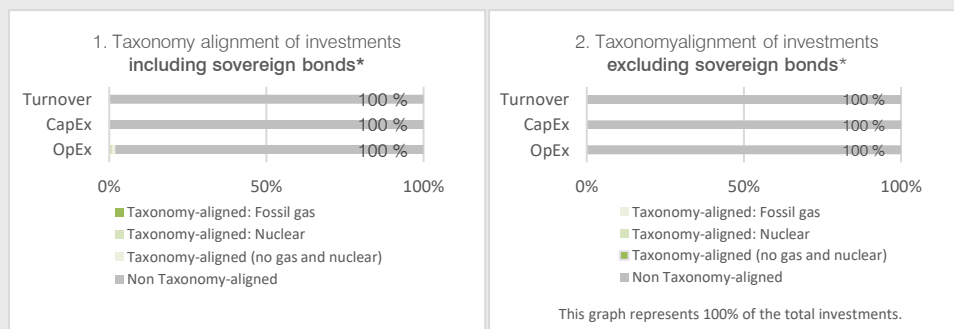 1. Taxonomy alignment of investments
including sovereign bonds*
Turnover 100 %
CapEx 100 %
OpEx 100 %
0% 50% 100%
Taxonomy-aligned: Fossil gas
Taxonomy-aligned: Nuclear
Taxonomy-aligned (no gas and nuclear)
Non Taxonomy-aligned
2. Taxonomyalignment of investments
excluding sovereign bonds*
Turnover 100 %
CapEx 100 %
OpEx 100 %
0% 50% 100%
Taxonomy-aligned: Fossil gas
Taxonomy-aligned: Nuclear
Taxonomy-aligned (no gas and nuclear)
Non Taxonomy-aligned
This graph represents 100% of the total investments.